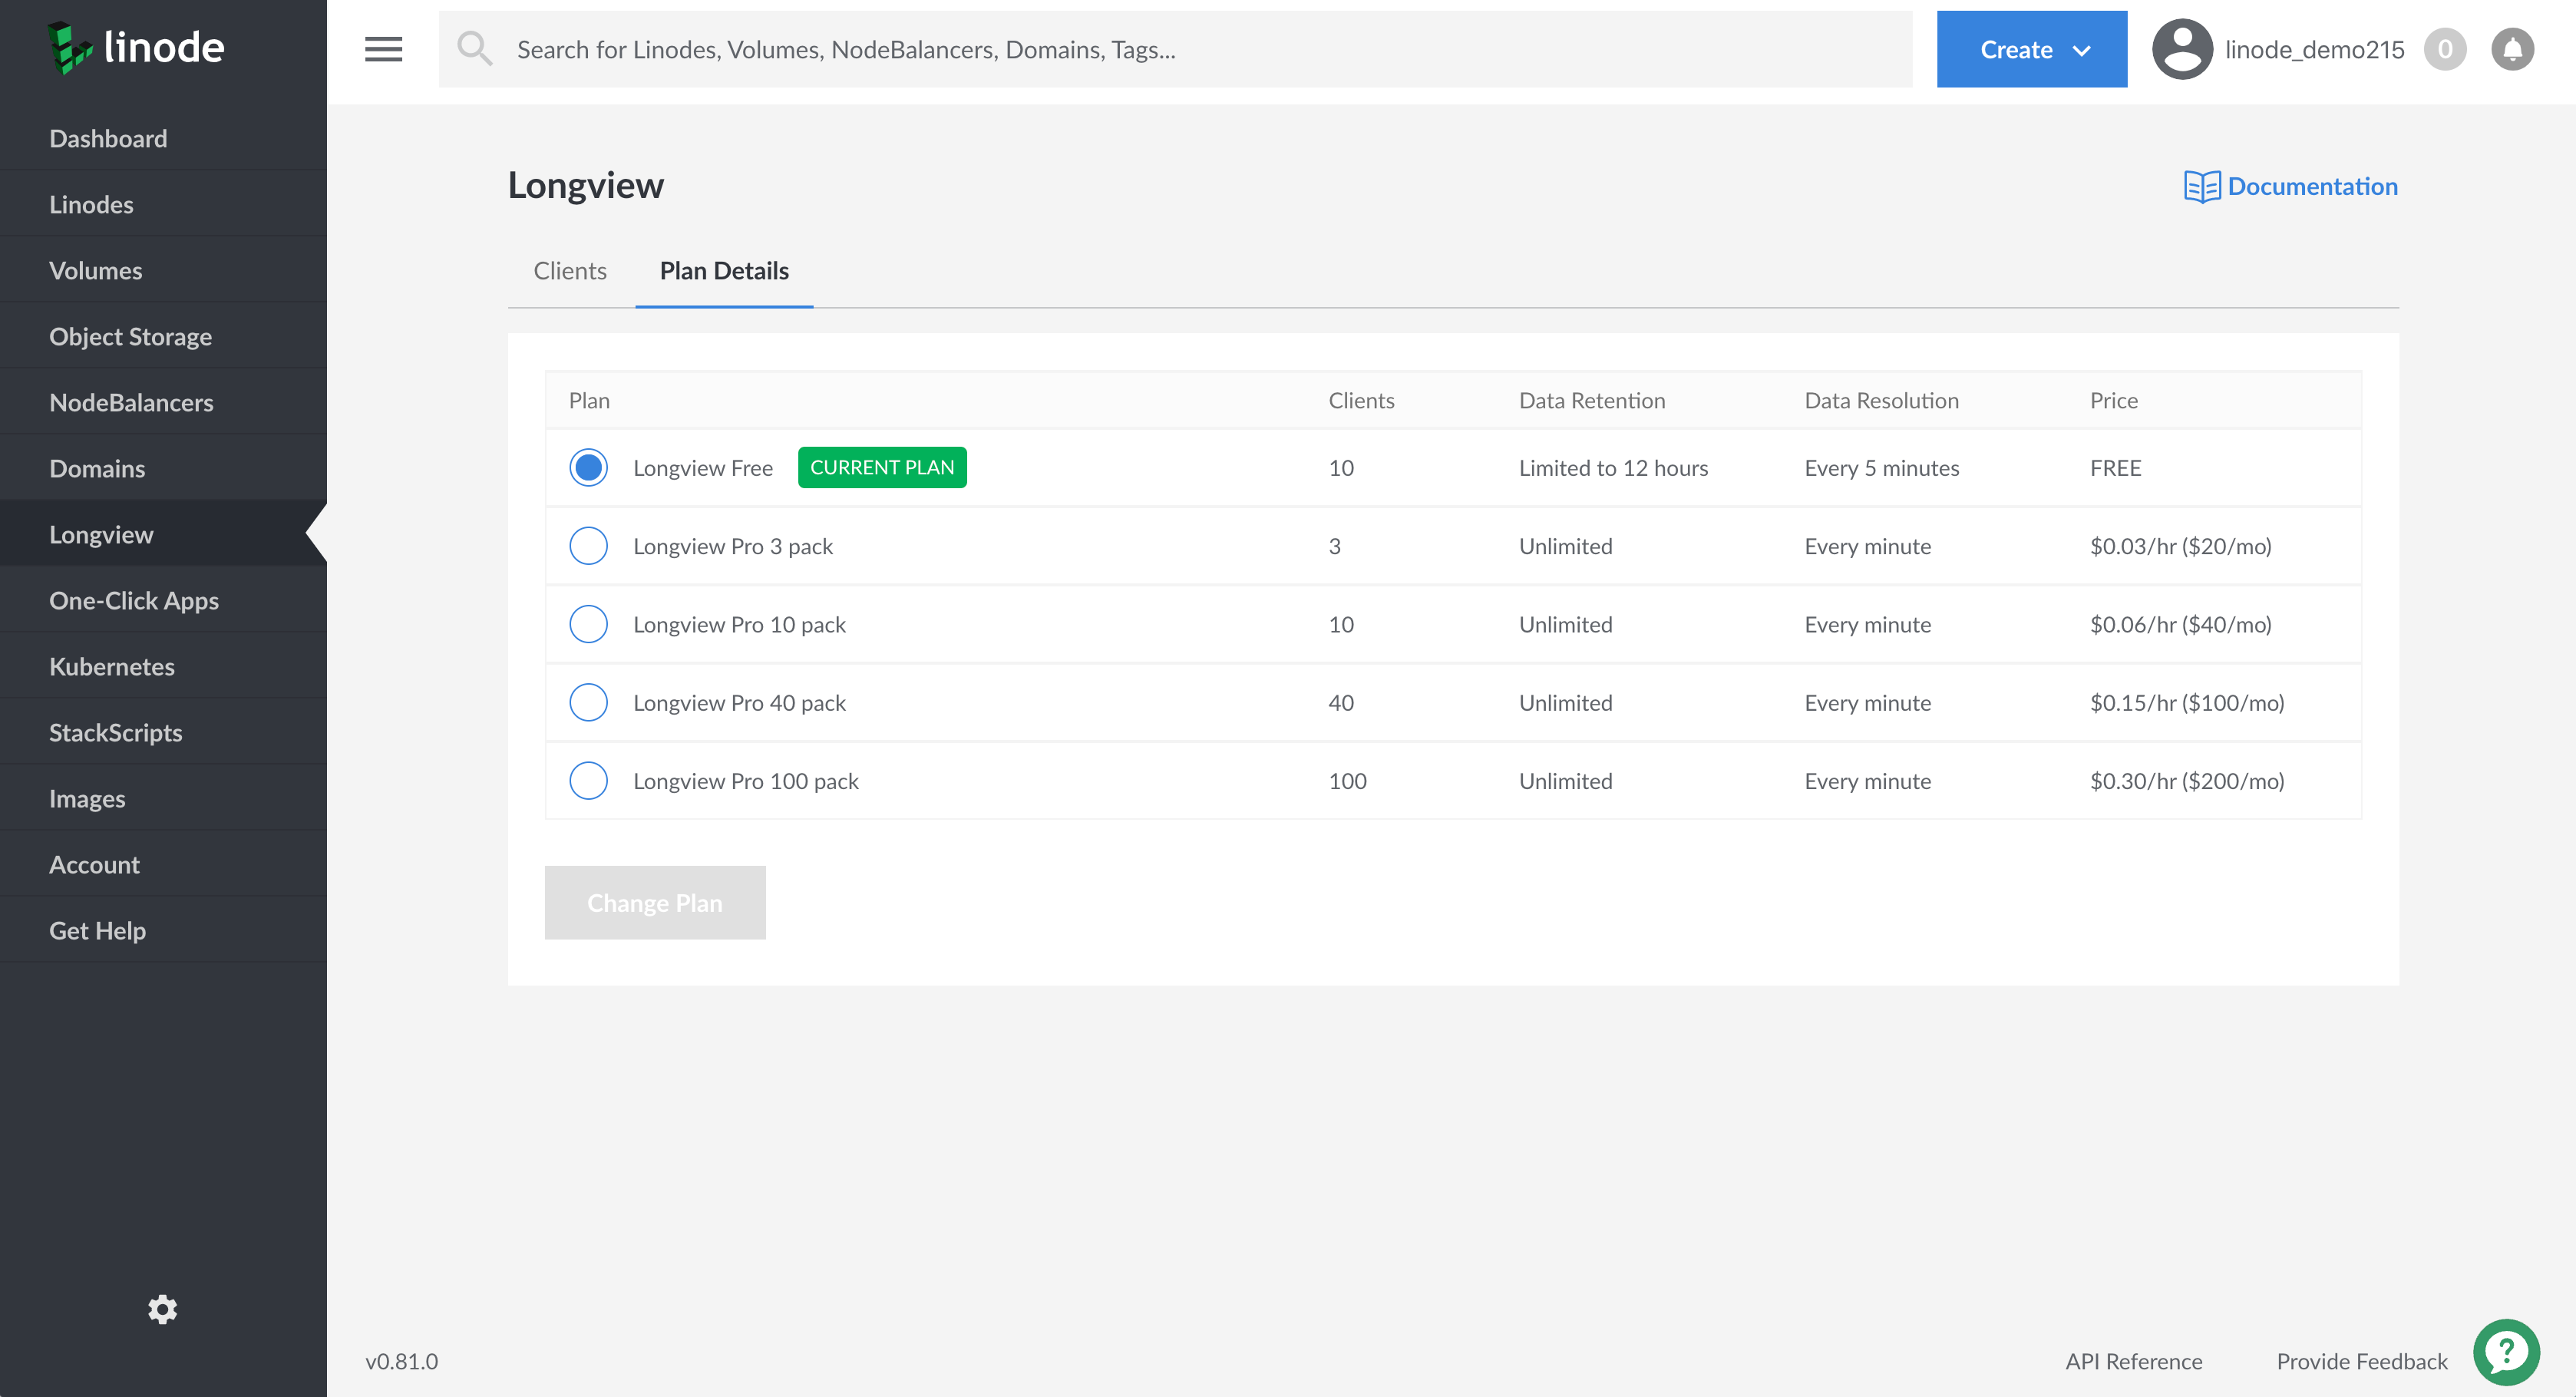 linode
Search for Linodes, Volumes, NodeBalancers, Domains, Tags...
Create
linode_demo215
0
Dashboard
Linodes
Volumes
Object Storage
NodeBalancers
Domains
Longview
One-Click Apps
Kubernetes
StackScripts
Images
Account
Get Help
Longview
Documentation
Clients
Plan Details
Plan Clients Data Retention Data Resolution Price
Longview Free CURRENT PLAN 10 Limited to 12 hours Every 5 minutes FREE
Longview Pro 3 pack 3 Unlimited Every minute $0.03/hr ($20/mo)
Longview Pro 10 pack 10 Unlimited Every minute $0.06/hr ($40/mo)
Longview Pro 40 pack 40 Unlimited Every minute $0.15/hr ($100/mo)
Longview Pro 100 pack 100 Unlimited Every minute $0.30/hr ($200/mo)
Change Plan
v0.81.0
API Reference
Provide Feedback
?